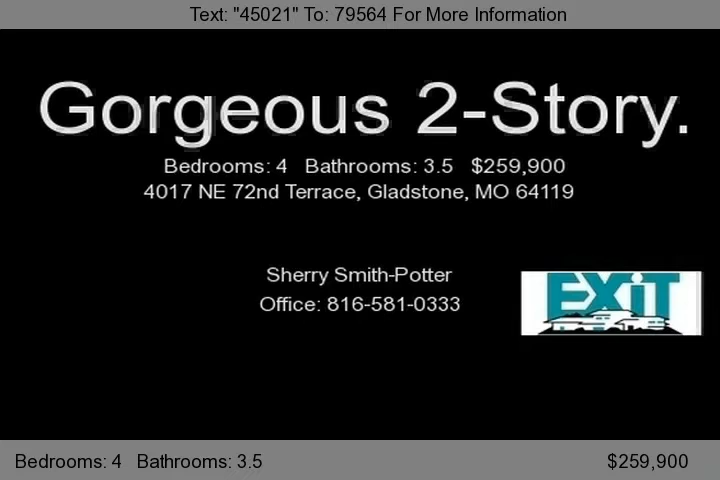 Text: "45021" To: 79564 For More Information
Gorgeous 2-Story.
Bedrooms: 4 Bathrooms: 3.5 $259,900
4017 NE 72nd Terrace, Gladstone, MO 64119
Sherry Smith-Potter
Office: 816-581-0333
EXiT
Bedrooms: 4 Bathrooms: 3.5 $259,900